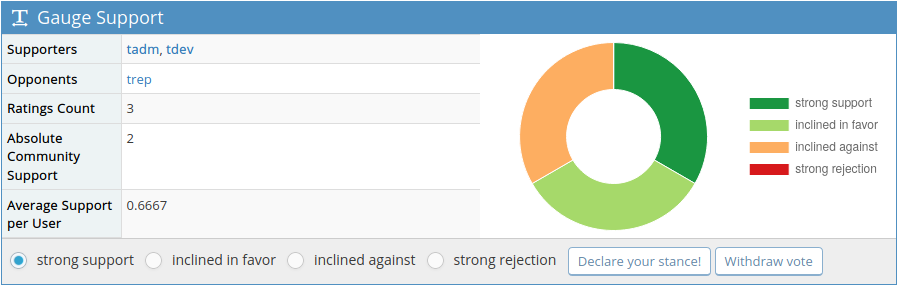 Gauge Support
Supporters tadm, tdev
Opponents trep
Ratings Count 3
Absolute 2
Community
Support
Average Support 0.6667
per User
strong support
inclined in favor
inclined against
strong rejection
strong support inclined in favor inclined against strong rejection Declare your stance! Withdraw vote